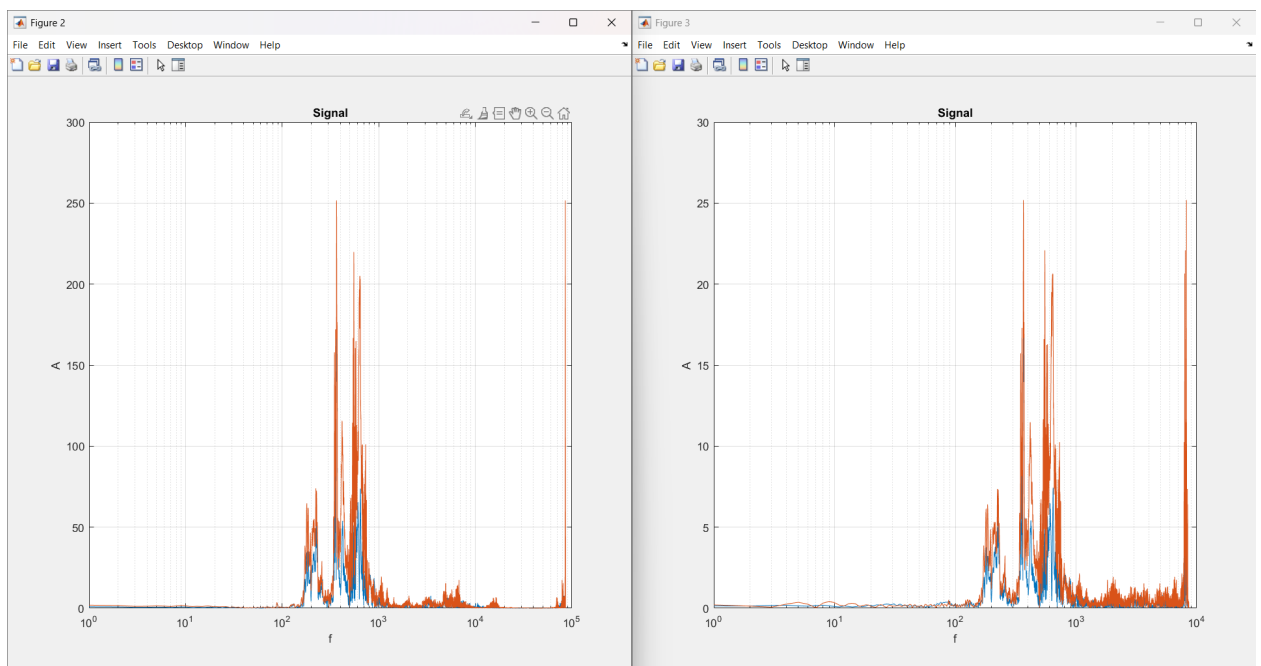 Figure 2
File Edit View Insert Tools Desktop Window Help
Signal
300
250
200
150
100
50
0
A
10^0 10^1 10^2 10^3 10^4 10^5
f
Figure 3
File Edit View Insert Tools Desktop Window Help
Signal
30
25
20
15
10
5
0
A
10^0 10^1 10^2 10^3 10^4
f